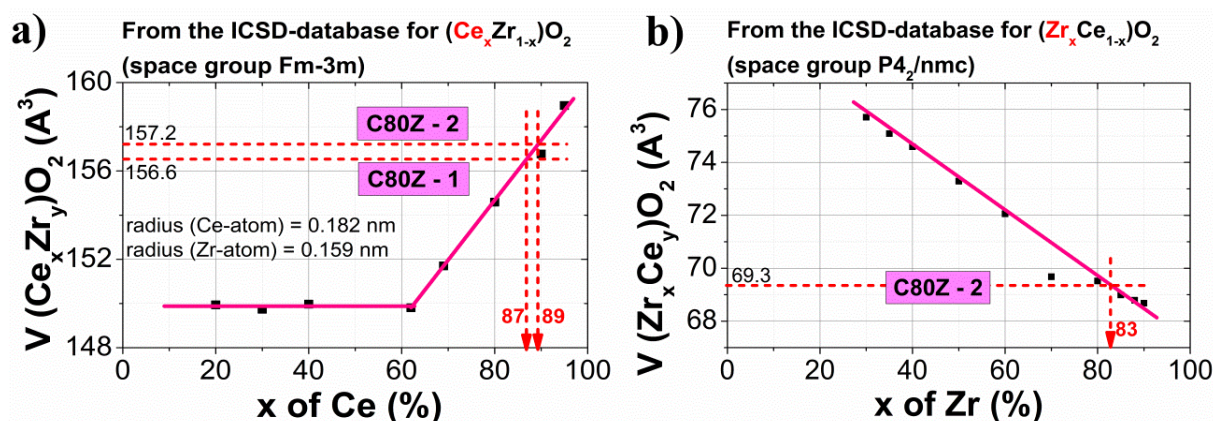 a)
From the ICSD-database for (CeₓZr₁₋ₓ)O₂
(space group Fm-3m)
V (CeₓZrᵧ)O₂ (A³)
160
156
152
148
157.2
156.6
C80Z - 2
C80Z - 1
radius (Ce-atom) = 0.182 nm
radius (Zr-atom) = 0.159 nm
87
89
0 20 40 60 80 100
x of Ce (%)
b)
From the ICSD-database for (ZrₓCe₁₋ₓ)O₂
(space group P4₂/nmc)
V (ZrₓCeᵧ)O₂ (A³)
76
74
72
70
68
69.3
C80Z - 2
83
0 20 40 60 80 100
x of Zr (%)